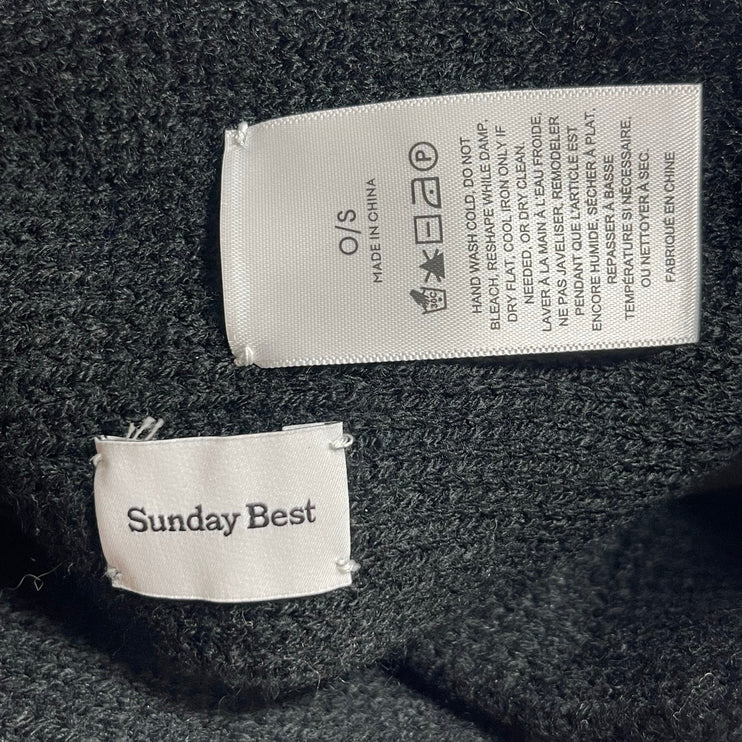 O/S
MADE IN CHINA
30C
P
HAND WASH COLD, DO NOT
BLEACH, RESHAPE WHILE DAMP,
DRY FLAT, COOL IRON ONLY IF
NEEDED, OR DRY CLEAN.
LAVER À LA MAIN À L'EAU FROIDE,
NE PAS JAVELISER, REMODELER
PENDANT QUE L'ARTICLE EST
ENCORE HUMIDE, SÉCHER À PLAT,
REPASSER À BASSE
TEMPÉRATURE SI NÉCESSAIRE,
OU NETTOYER À SEC.
FABRIQUÉ EN CHINE
Sunday Best